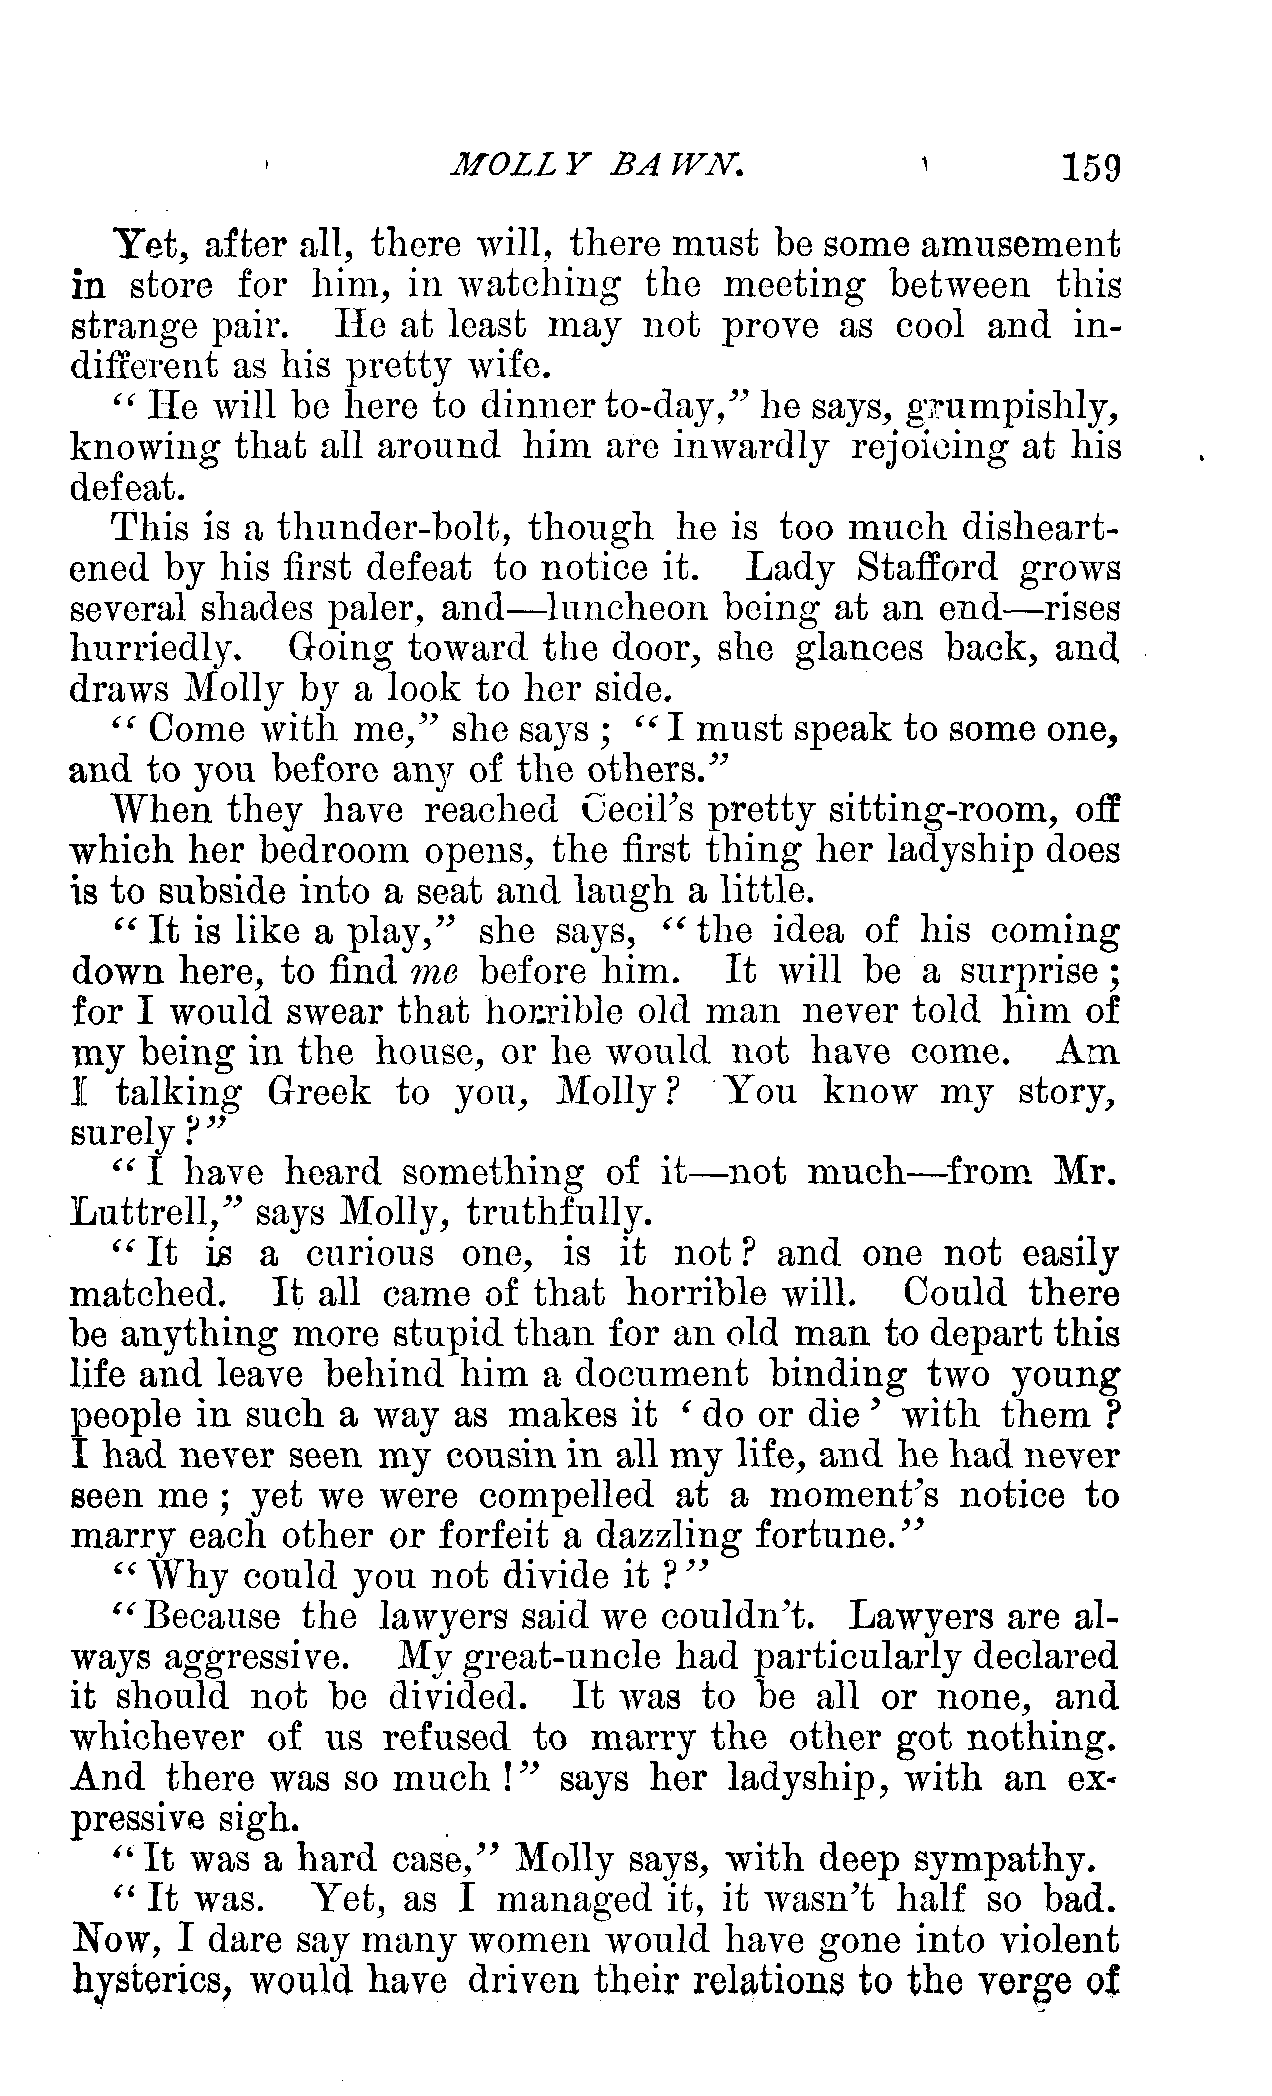 MOLLY BAWN. 159
Yet, after all, there will, there must be some amusement
in store for him, in watching the meeting between this
strange pair. He at least may not prove as cool and in-
different as his pretty wife.
“ He will be here to dinner to-day,” he says, grumpishly,
knowing that all around him are inwardly rejoicing at his
defeat.
This is a thunder-bolt, though he is too much disheart-
ened by his first defeat to notice it. Lady Stafford grows
several shades paler, and—luncheon being at an end—rises
hurriedly. Going toward the door, she glances back, and
draws Molly by a look to her side.
“ Come with me,” she says ; “ I must speak to some one,
and to you before any of the others.”
When they have reached Cecil’s pretty sitting-room, off
which her bedroom opens, the first thing her ladyship does
is to subside into a seat and laugh a little.
“ It is like a play,” she says, “ the idea of his coming
down here, to find me before him. It will be a surprise ;
for I would swear that horrible old man never told him of
my being in the house, or he would not have come. Am
I talking Greek to you, Molly ? You know my story,
surely ?”
“ I have heard something of it—not much—from Mr.
Luttrell,” says Molly, truthfully.
“ It is a curious one, is it not ? and one not easily
matched. It all came of that horrible will. Could there
be anything more stupid than for an old man to depart this
life and leave behind him a document binding two young
people in such a way as makes it ‘ do or die ’ with them ?
I had never seen my cousin in all my life, and he had never
seen me ; yet we were compelled at a moment’s notice to
marry each other or forfeit a dazzling fortune.”
“ Why could you not divide it ?”
“ Because the lawyers said we couldn’t. Lawyers are al-
ways aggressive. My great-uncle had particularly declared
it should not be divided. It was to be all or none, and
whichever of us refused to marry the other got nothing.
And there was so much !” says her ladyship, with an ex-
pressive sigh.
“ It was a hard case,” Molly says, with deep sympathy.
“ It was. Yet, as I managed it, it wasn’t half so bad.
Now, I dare say many women would have gone into violent
hysterics, would have driven their relations to the verge of